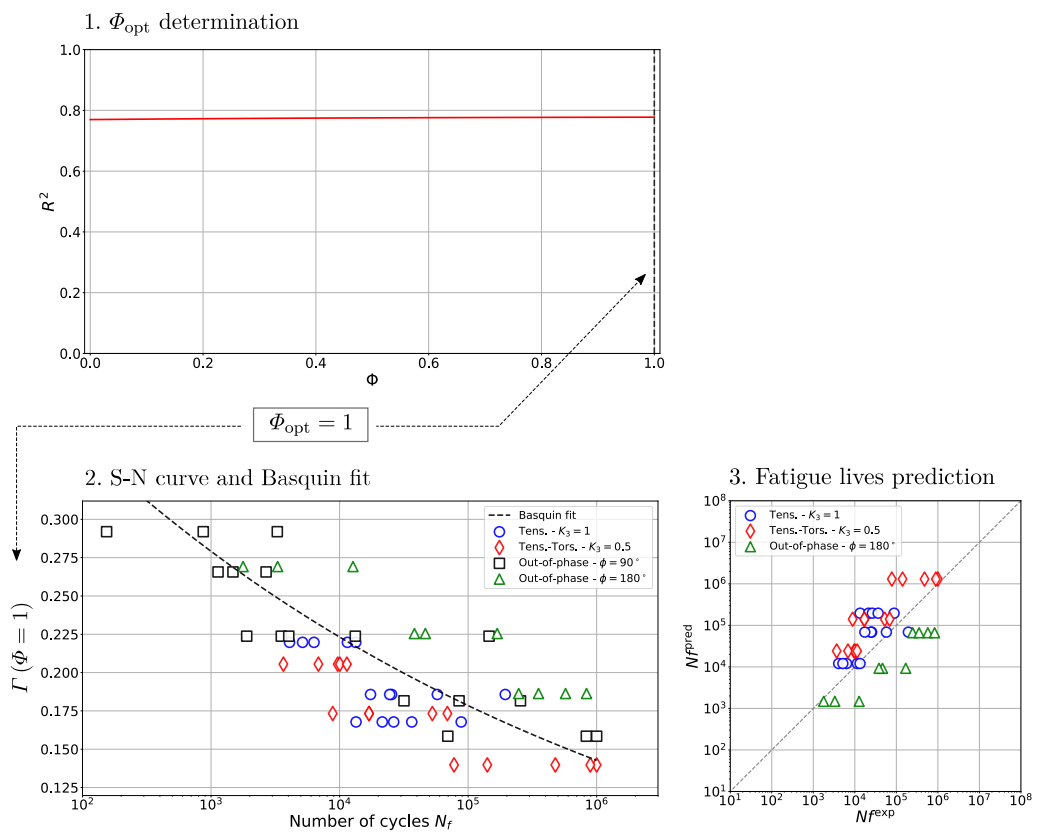 1. Φopt determination
1.0
0.8
0.6
0.4
0.2
0.0
R²
0.0 0.2 0.4 0.6 0.8 1.0
Φ
Φopt = 1
2. S-N curve and Basquin fit
0.300
0.275
0.250
0.225
0.200
0.175
0.150
0.125
Γ (Φ = 1)
Basquin fit
Tens. - K₃ = 1
Tens.-Tors. - K₃ = 0.5
Out-of-phase - ϕ = 90°
Out-of-phase - ϕ = 180°
10² 10³ 10⁴ 10⁵ 10⁶
Number of cycles Nf
3. Fatigue lives prediction
10⁸
10⁷
10⁶
10⁵
10⁴
10³
10²
10¹
Nf^pred
Tens. - K₃ = 1
Tens.-Tors. - K₃ = 0.5
Out-of-phase - ϕ = 180°
10¹ 10² 10³ 10⁴ 10⁵ 10⁶ 10⁷ 10⁸
Nf^exp